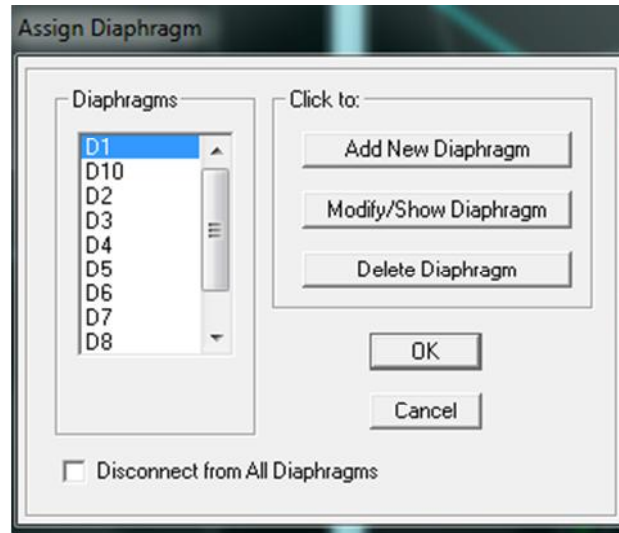 Assign Diaphragm
Diaphragms
D1
D10
D2
D3
D4
D5
D6
D7
D8
Click to:
Add New Diaphragm
Modify/Show Diaphragm
Delete Diaphragm
OK
Cancel
Disconnect from All Diaphragms